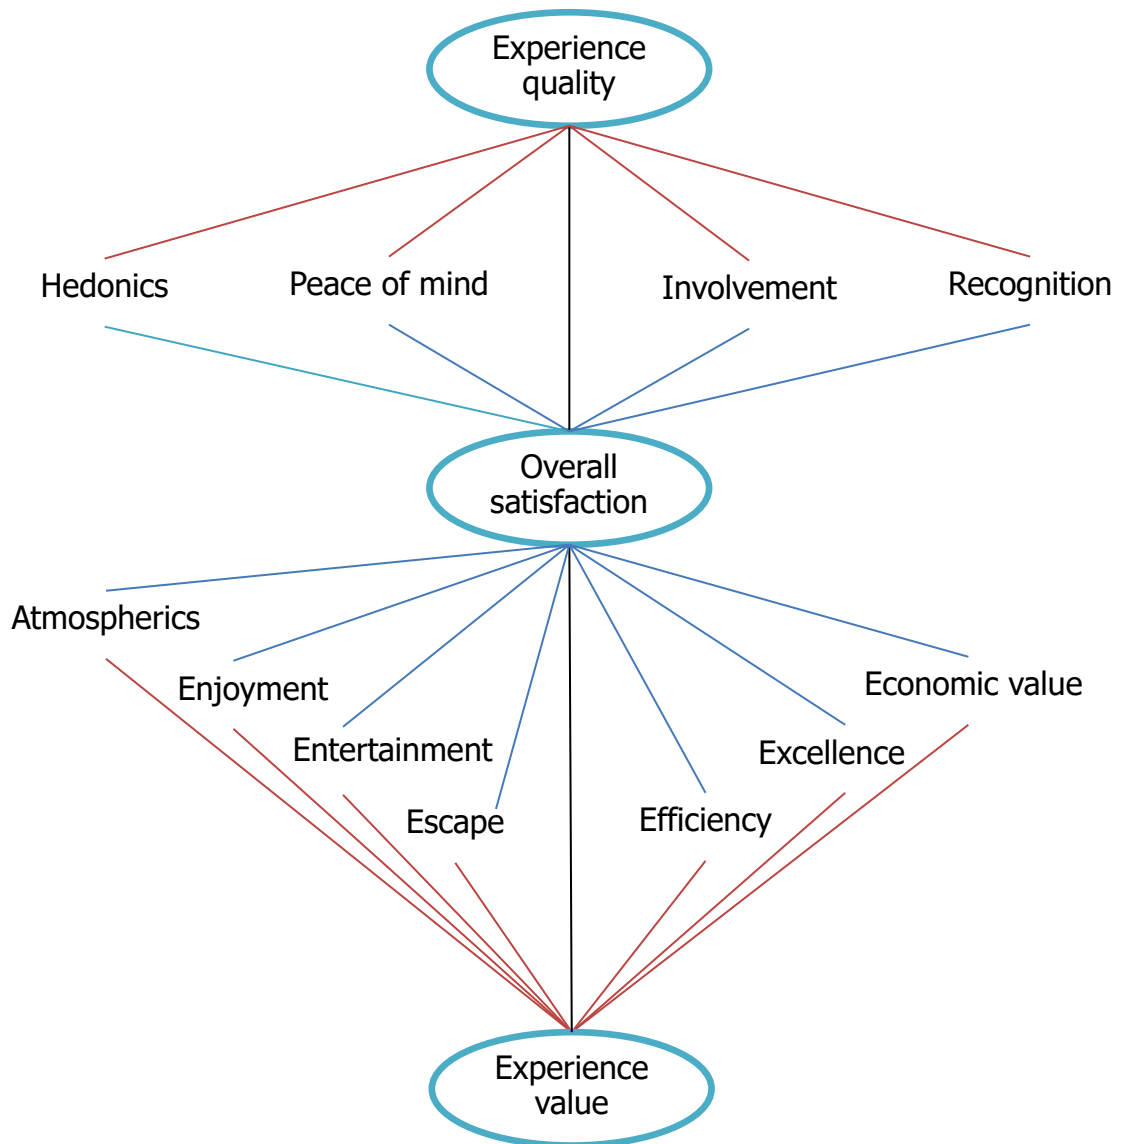 Experience
quality
Hedonics
Peace of mind
Involvement
Recognition
Overall
satisfaction
Atmospherics
Enjoyment
Entertainment
Escape
Efficiency
Excellence
Economic value
Experience
value